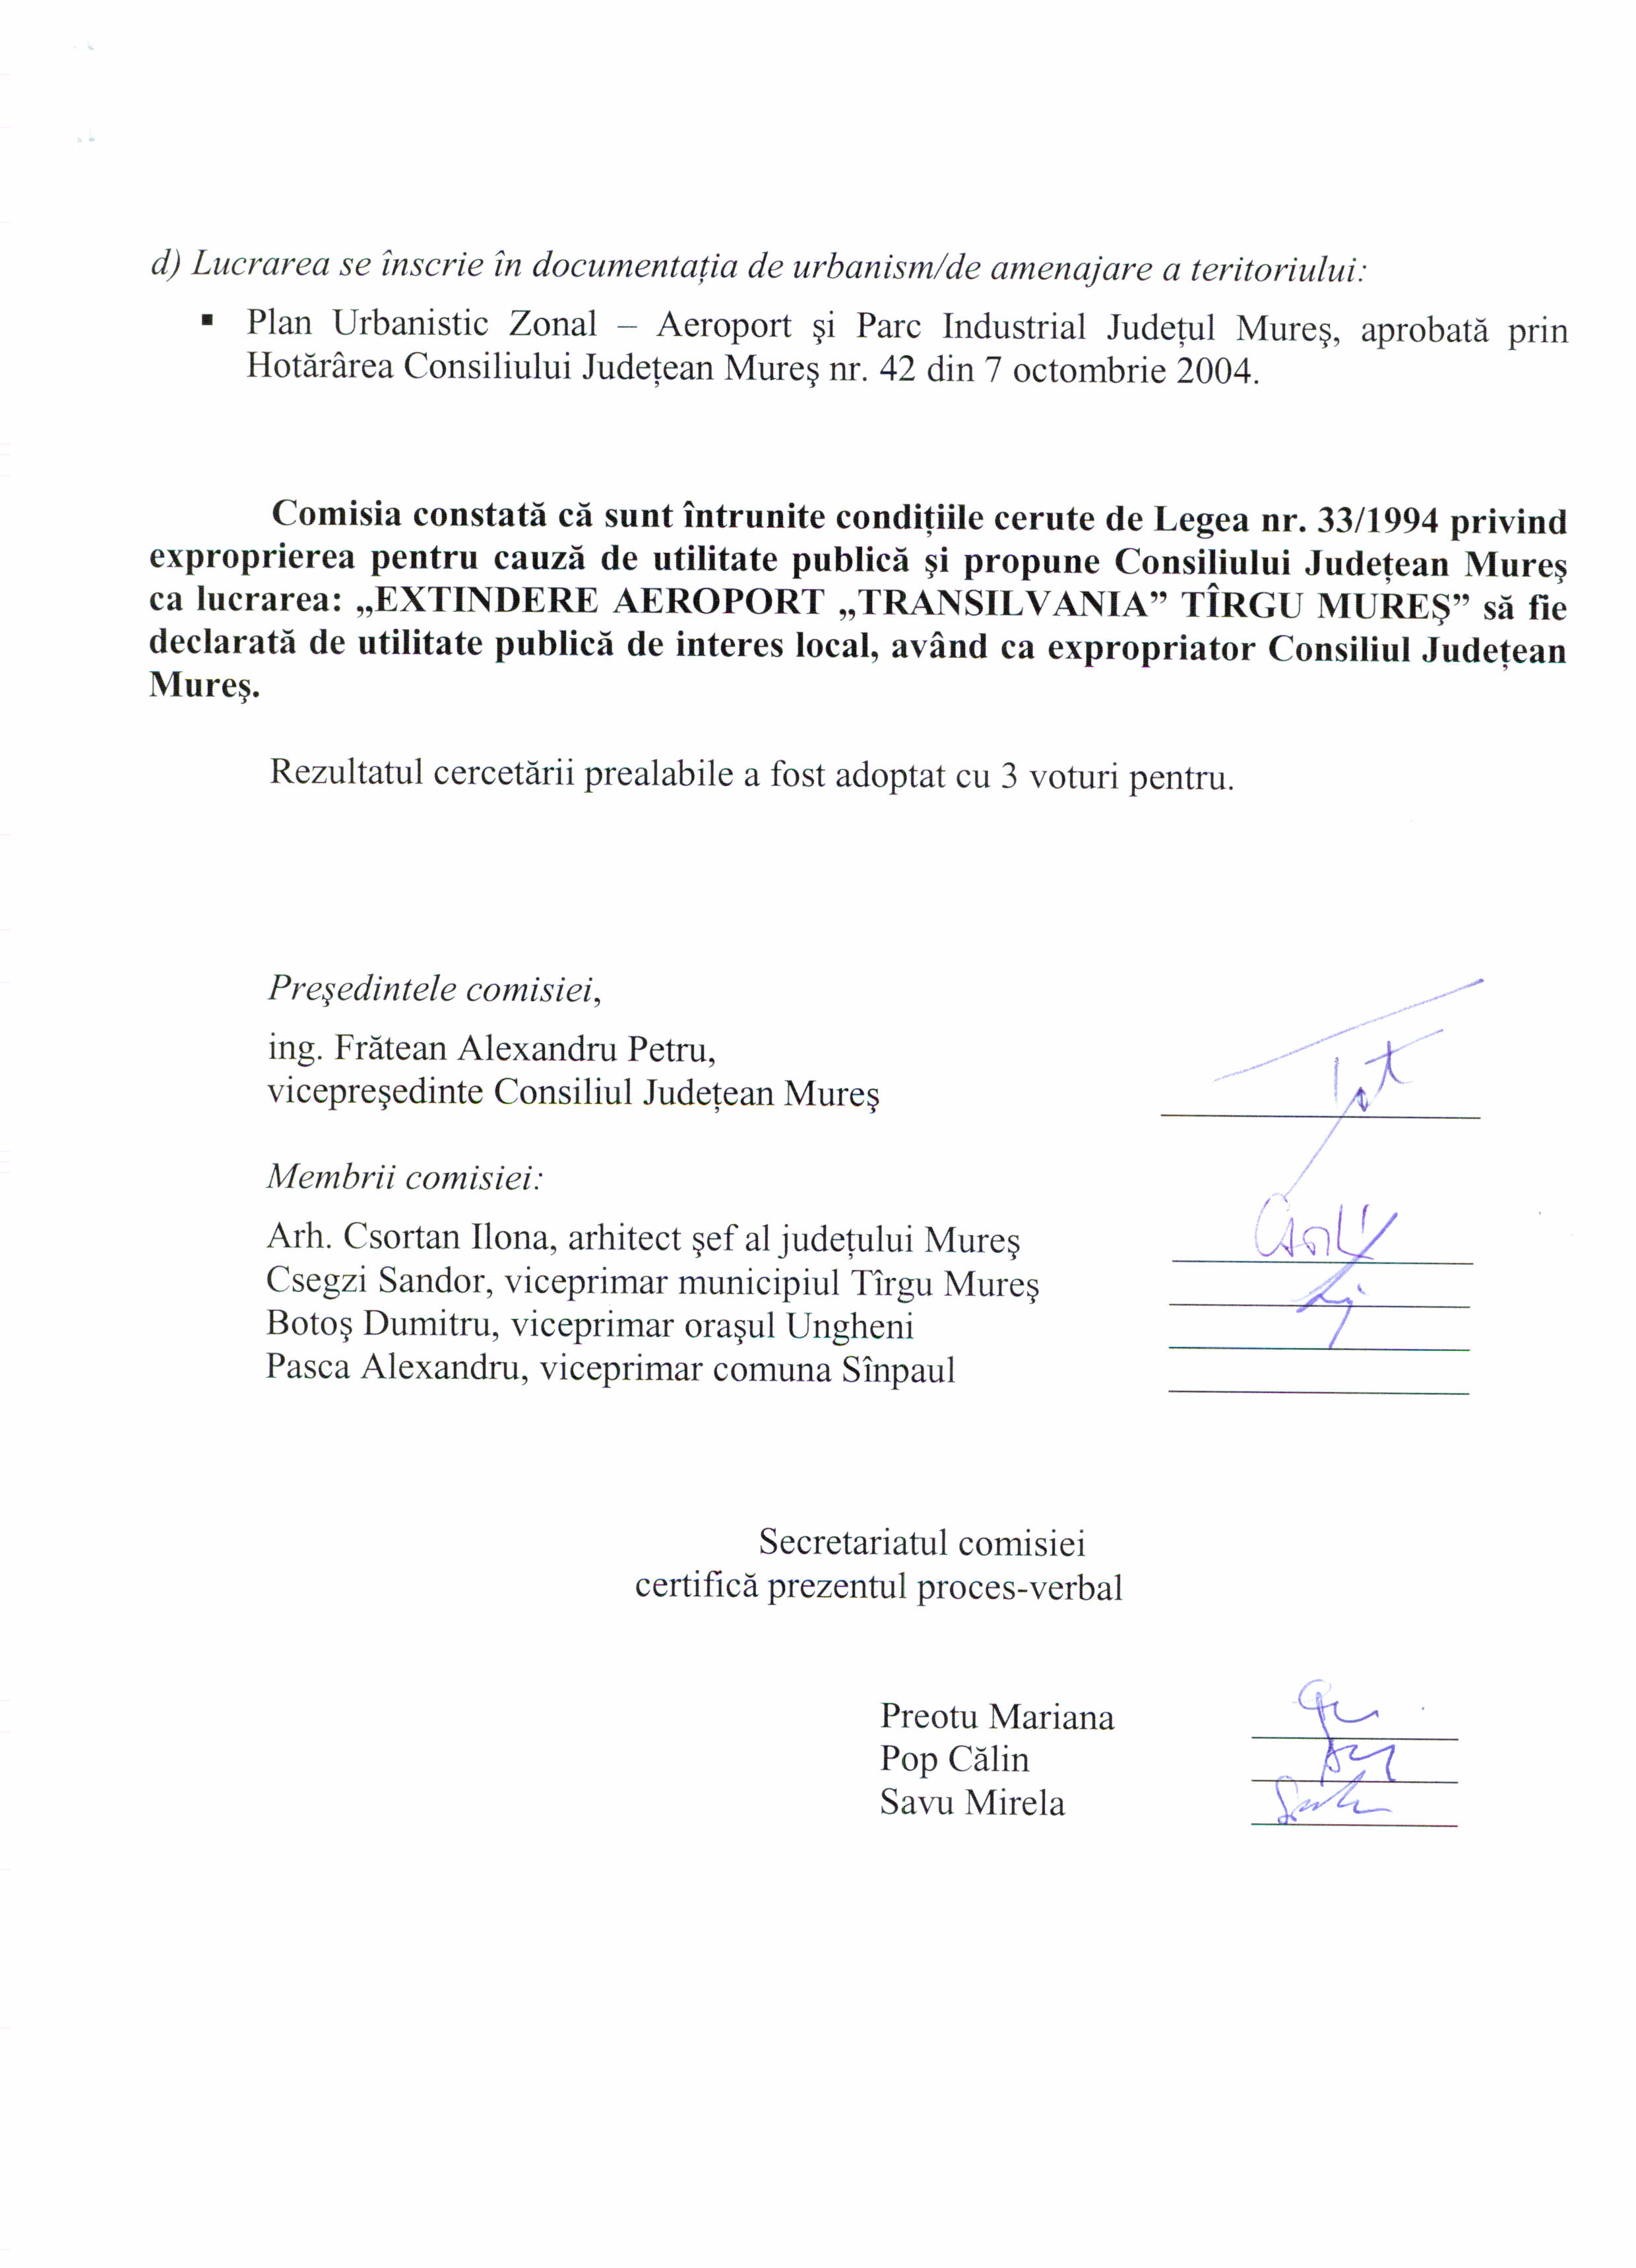 d) Lucrarea se înscrie în documentația de urbanism/de amenajare a teritoriului:
▪ Plan Urbanistic Zonal – Aeroport şi Parc Industrial Județul Mureş, aprobată prin
Hotărârea Consiliului Județean Mureş nr. 42 din 7 octombrie 2004.
Comisia constată că sunt întrunite condițiile cerute de Legea nr. 33/1994 privind
exproprierea pentru cauză de utilitate publică şi propune Consiliului Județean Mureş
ca lucrarea: „EXTINDERE AEROPORT „TRANSILVANIA” TÎRGU MUREŞ” să fie
declarată de utilitate publică de interes local, având ca expropriator Consiliul Județean
Mureş.
Rezultatul cercetării prealabile a fost adoptat cu 3 voturi pentru.
Preşedintele comisiei,
ing. Frătean Alexandru Petru,
vicepreşedinte Consiliul Județean Mureş
Membrii comisiei:
Arh. Csortan Ilona, arhitect şef al județului Mureş
Csegzi Sandor, viceprimar municipiul Tîrgu Mureş
Botoş Dumitru, viceprimar oraşul Ungheni
Pasca Alexandru, viceprimar comuna Sînpaul
Secretariatul comisiei
certifică prezentul proces-verbal
Preotu Mariana
Pop Călin
Savu Mirela